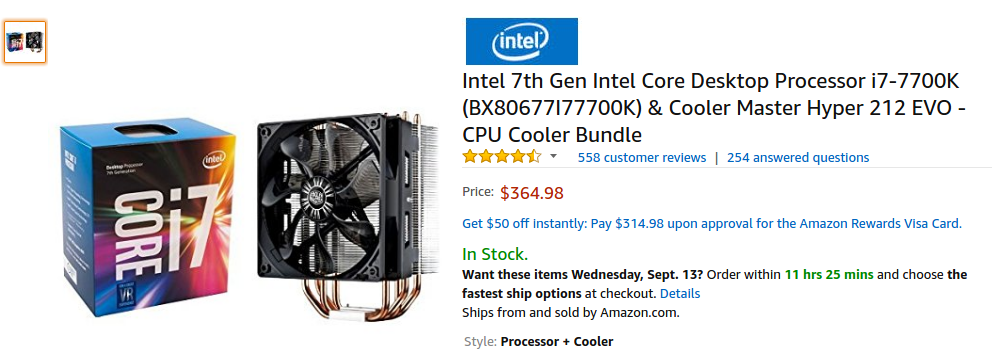 intel
Intel 7th Gen Intel Core Desktop Processor i7-7700K
(BX80677I77700K) & Cooler Master Hyper 212 EVO -
CPU Cooler Bundle
558 customer reviews | 254 answered questions
Price: $364.98
Get $50 off instantly: Pay $314.98 upon approval for the Amazon Rewards Visa Card.
In Stock.
Want these items Wednesday, Sept. 13? Order within 11 hrs 25 mins and choose the
fastest ship options at checkout. Details
Ships from and sold by Amazon.com.
Style: Processor + Cooler
Desktop Processor
7th Generation
intel
CORE i7
VR